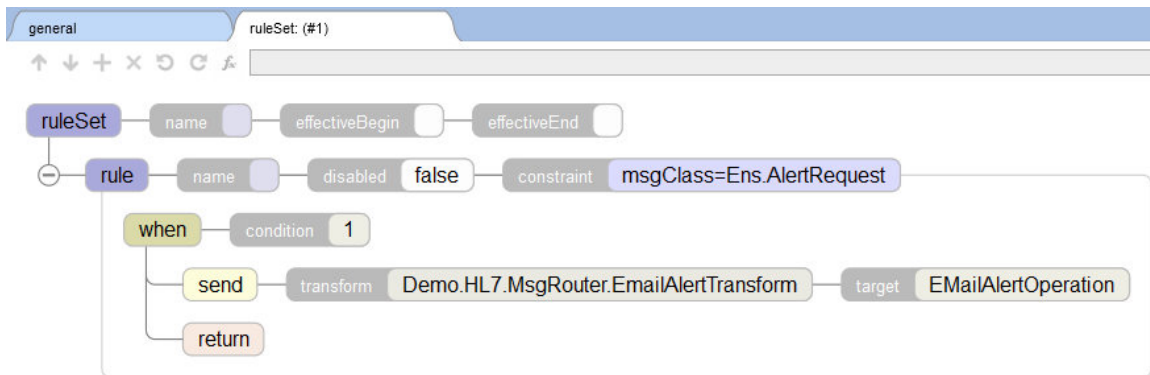 general ruleSet: (#1)
fx
ruleSet name effectiveBegin effectiveEnd
rule name disabled false constraint msgClass=Ens.AlertRequest
when condition 1
send transform Demo.HL7.MsgRouter.EmailAlertTransform target EMailAlertOperation
return